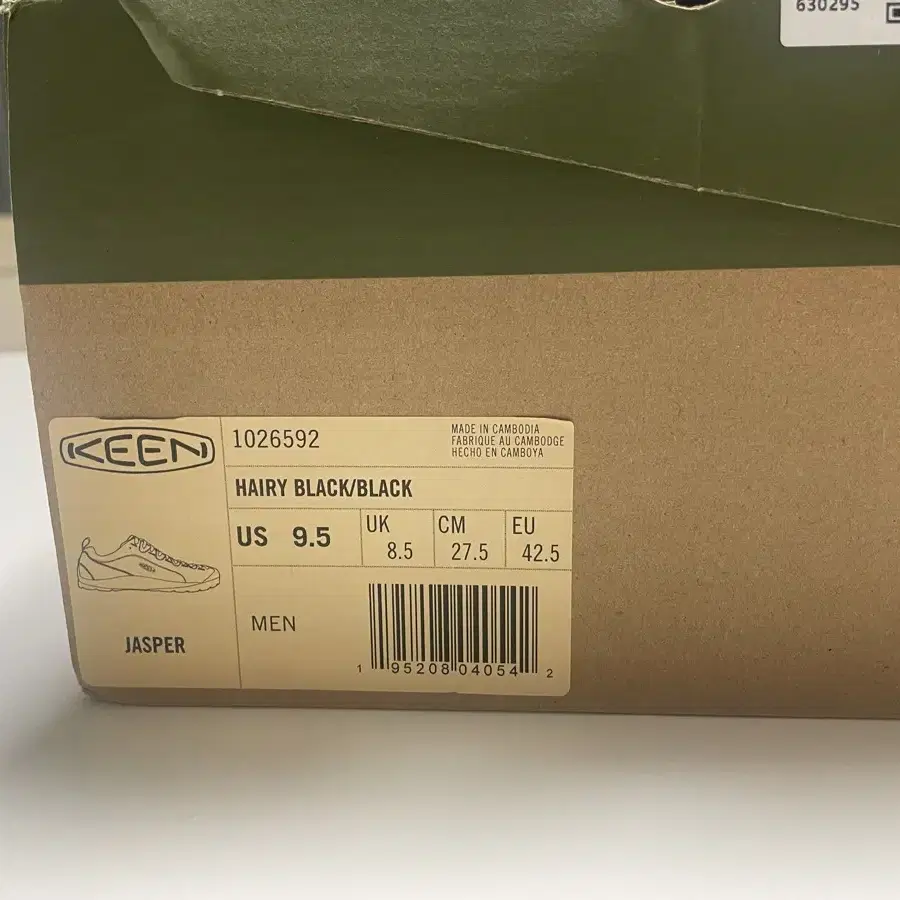 630295
KEEN
1026592
MADE IN CAMBODIA
FABRIQUE AU CAMBODGE
HECHO EN CAMBOYA
HAIRY BLACK/BLACK
US 9.5
UK 8.5
CM 27.5
EU 42.5
KEEN
JASPER
MEN
1 95208 04054 2